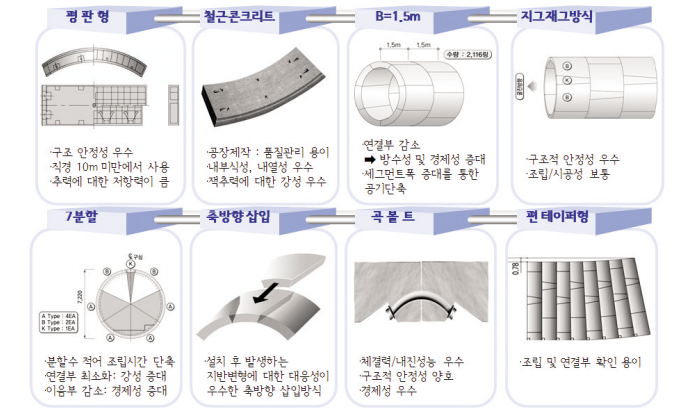 평 판 형
철근콘크리트
B=1.5m
지그재그방식
1.5m 1.5m
수량 : 2,116링
B
K
B
굴진방향
·구조 안정성 우수
·직경 10m 미만에서 사용
·추력에 대한 저항력이 큼
·공장제작 : 품질관리 용이
·내부식성, 내열성 우수
·잭추력에 대한 강성 우수
·연결부 감소
➡ 방수성 및 경제성 증대
·세그먼트폭 증대를 통한
공기단축
·구조적 안정성 우수
·조립/시공성 보통
7분할
축방향 삽입
곡 볼 트
편 테이퍼형
K
B B
A A
A A
7,220
A Type : 4EA
B Type : 2EA
K Type : 1EA
0.78
·분할수 적어 조립시간 단축
·연결부 최소화: 강성 증대
·이음부 감소: 경제성 증대
·설치 후 발생하는
지반변형에 대한 대응성이
우수한 축방향 삽입방식
·체결력/내진성능 우수
·구조적 안정성 양호
·경제성 우수
·조립 및 연결부 확인 용이